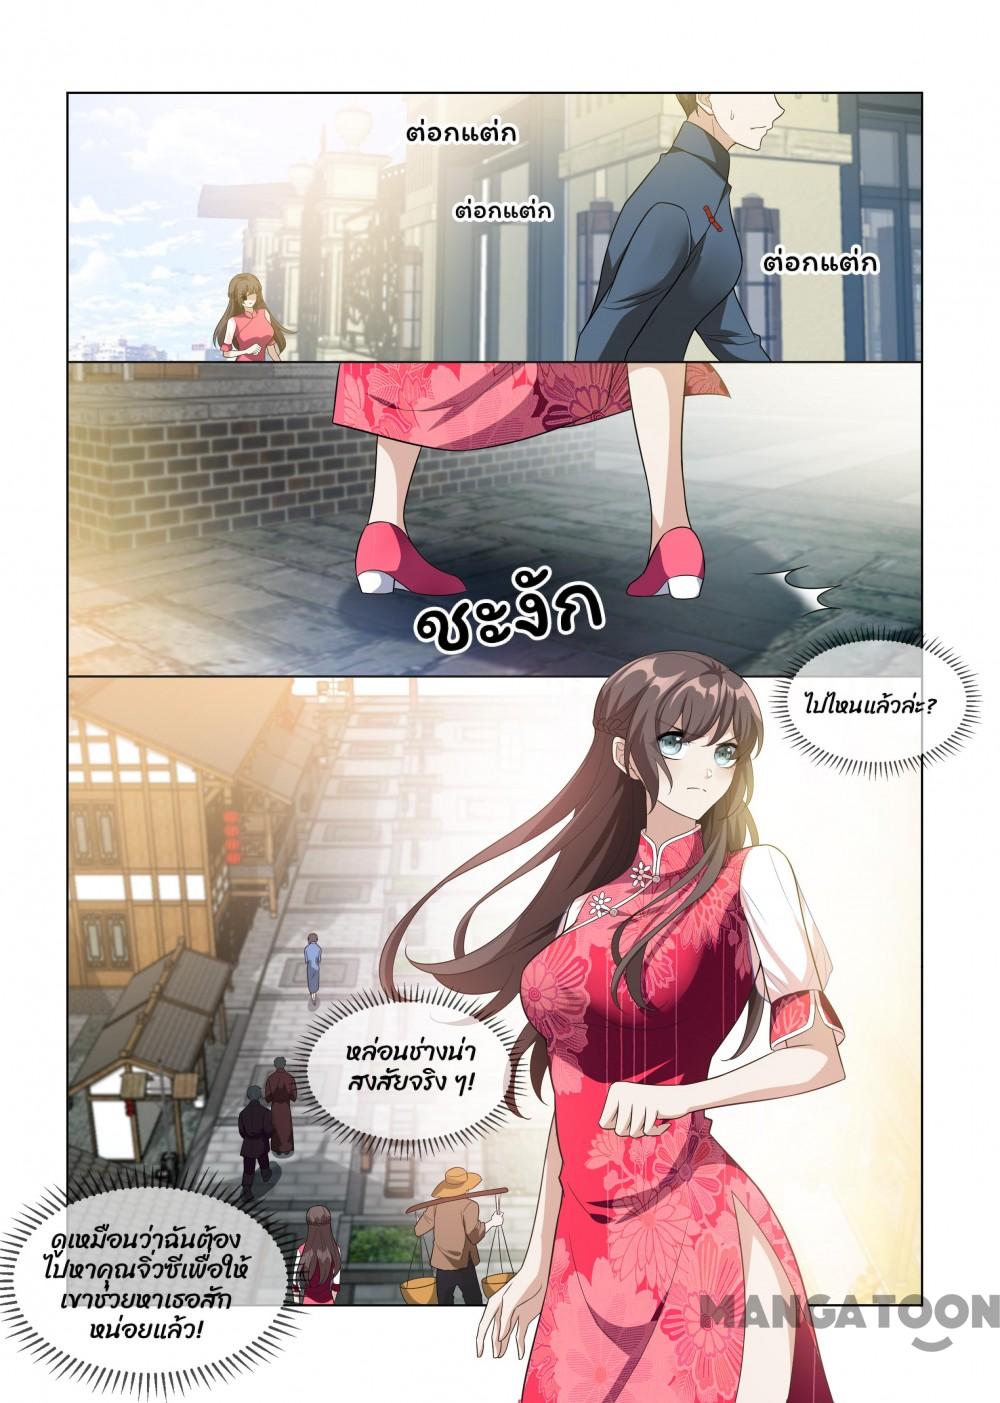 ต่อกแต่ก
ต่อกแต่ก
ต่อกแต่ก
ชะงัก
ไปไหนแล้วล่ะ?
หล่อนช่างน่า
สงสัยจริง ๆ!
ดูเหมือนว่าฉันต้อง
ไปหาคุณจิ่วซีเพื่อให้
เขาช่วยหาเธอสัก
หน่อยแล้ว!
MANGATOON